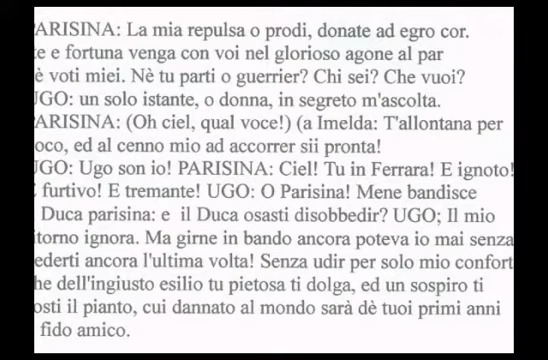 PARISINA: La mia repulsa o prodi, donate ad egro cor.
e e fortuna venga con voi nel glorioso agone al par
è voti miei. Nè tu parti o guerrier? Chi sei? Che vuoi?
UGO: un solo istante, o donna, in segreto m'ascolta.
PARISINA: (Oh ciel, qual voce!) (a Imelda: T'allontana per
oco, ed al cenno mio ad accorrer sii pronta!
UGO: Ugo son io! PARISINA: Ciel! Tu in Ferrara! E ignoto!
furtivo! E tremante! UGO: O Parisina! Mene bandisce
Duca parisina: e il Duca osasti disobbedir? UGO; Il mio
itorno ignora. Ma girne in bando ancora poteva io mai senza
ederti ancora l'ultima volta! Senza udir per solo mio confort
he dell'ingiusto esilio tu pietosa ti dolga, ed un sospiro ti
osti il pianto, cui dannato al mondo sarà dè tuoi primi anni
fido amico.